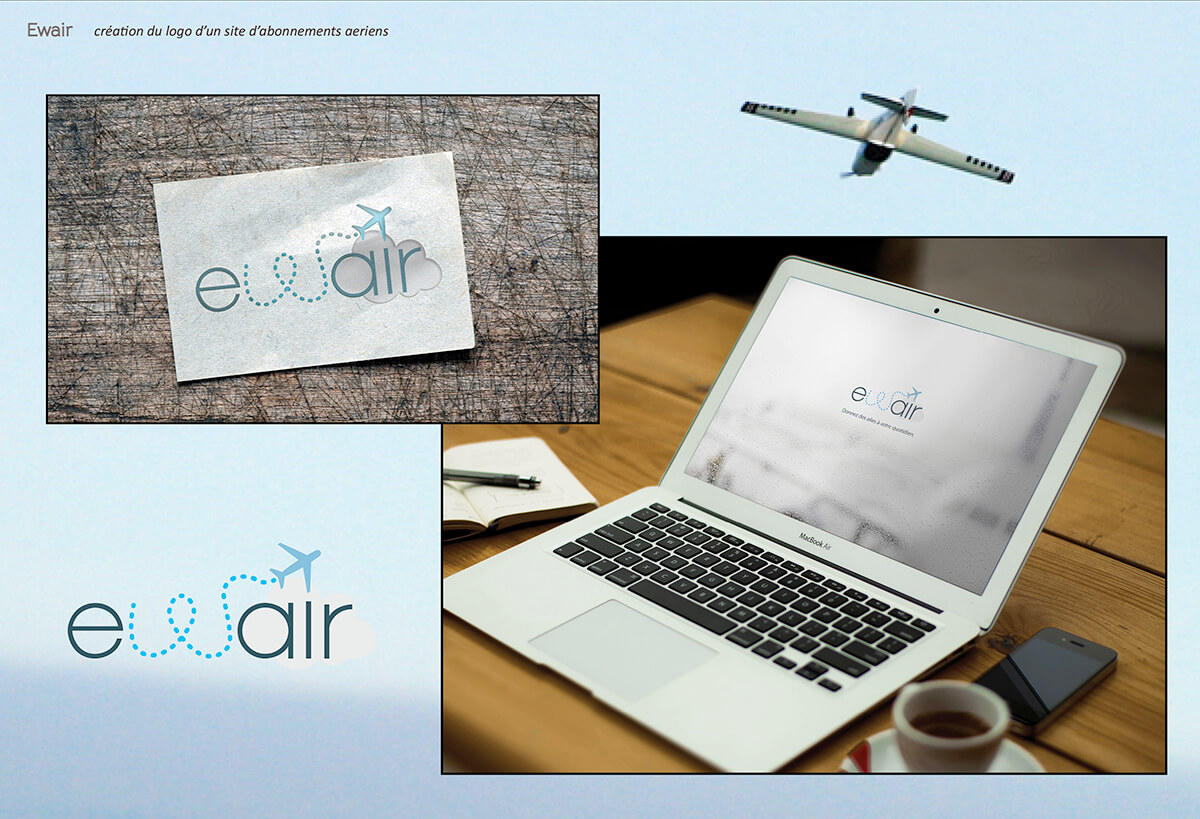 Ewair création du logo d'un site d'abonnements aeriens
ewair
ewair
Donnez des ailes à votre quotidien
MacBook Air
ewair